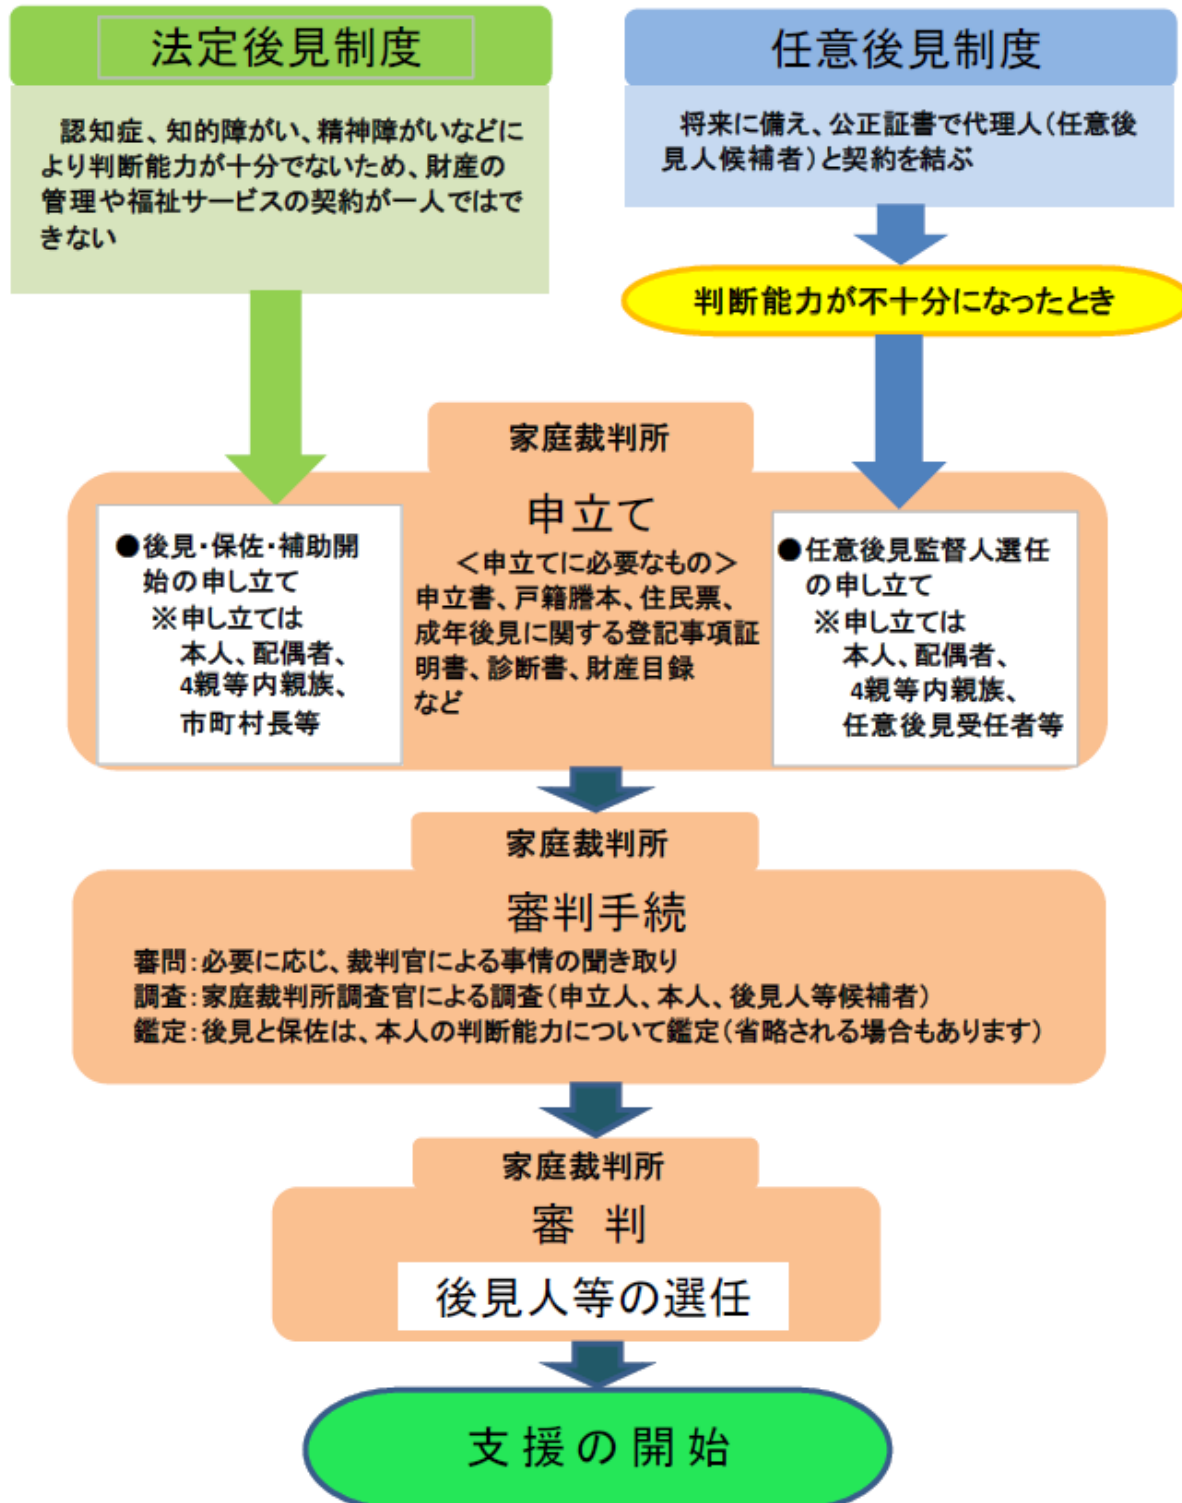 法定後見制度
認知症、知的障がい、精神障がいなどに
より判断能力が十分でないため、財産の
管理や福祉サービスの契約が一人ではで
きない
任意後見制度
将来に備え、公正証書で代理人（任意後
見人候補者）と契約を結ぶ
判断能力が不十分になったとき
家庭裁判所
申立て
＜申立てに必要なもの＞
申立書、戸籍謄本、住民票、
成年後見に関する登記事項証
明書、診断書、財産目録
など
●後見・保佐・補助開
始の申し立て
※申し立ては
本人、配偶者、
4親等内親族、
市町村長等
●任意後見監督人選任
の申し立て
※申し立ては
本人、配偶者、
4親等内親族、
任意後見受任者等
家庭裁判所
審判手続
審問：必要に応じ、裁判官による事情の聞き取り
調査：家庭裁判所調査官による調査（申立人、本人、後見人等候補者）
鑑定：後見と保佐は、本人の判断能力について鑑定（省略される場合もあります）
家庭裁判所
審 判
後見人等の選任
支援の開始